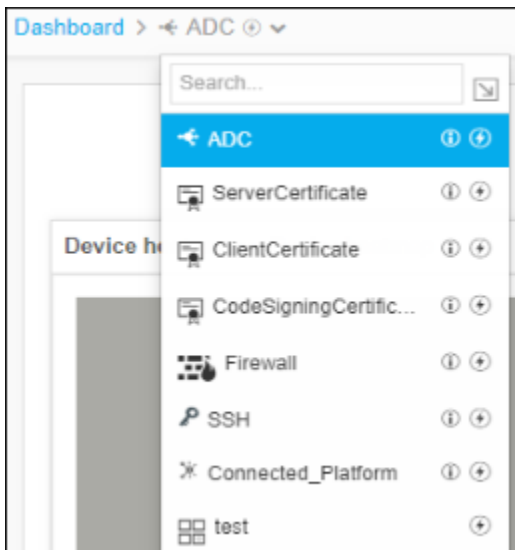 Dashboard > ADC
Search...
ADC
ServerCertificate
Device he
ClientCertificate
CodeSigningCertific...
Firewall
SSH
Connected_Platform
test